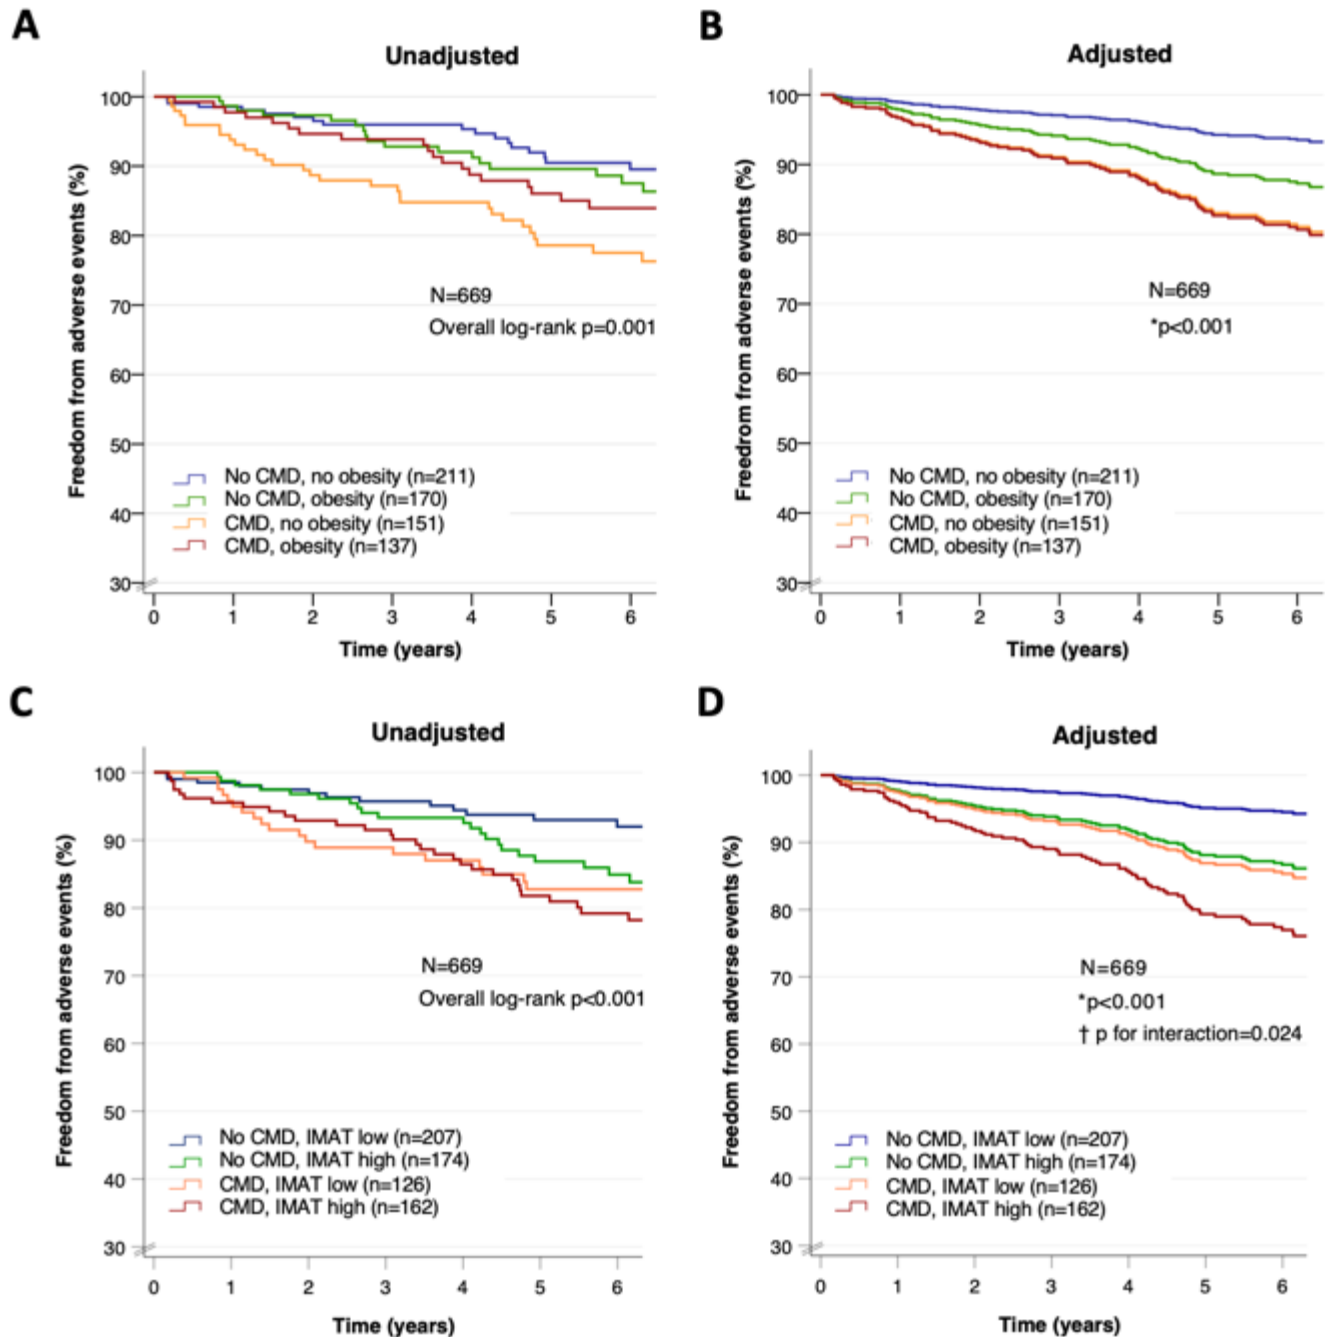 A
Unadjusted
Freedom from adverse events (%)
100
90
80
70
60
50
40
30
N=669
Overall log-rank p=0.001
No CMD, no obesity (n=211)
No CMD, obesity (n=170)
CMD, no obesity (n=151)
CMD, obesity (n=137)
0 1 2 3 4 5 6
Time (years)
B
Adjusted
Freedrom from adverse events (%)
100
90
80
70
60
50
40
30
N=669
*p<0.001
No CMD, no obesity (n=211)
No CMD, obesity (n=170)
CMD, no obesity (n=151)
CMD, obesity (n=137)
0 1 2 3 4 5 6
Time (years)
C
Unadjusted
Freedom from adverse events (%)
100
90
80
70
60
50
40
30
N=669
Overall log-rank p<0.001
No CMD, IMAT low (n=207)
No CMD, IMAT high (n=174)
CMD, IMAT low (n=126)
CMD, IMAT high (n=162)
0 1 2 3 4 5 6
Time (years)
D
Adjusted
Freedom from adverse events (%)
100
90
80
70
60
50
40
30
N=669
*p<0.001
† p for interaction=0.024
No CMD, IMAT low (n=207)
No CMD, IMAT high (n=174)
CMD, IMAT low (n=126)
CMD, IMAT high (n=162)
0 1 2 3 4 5 6
Time (years)